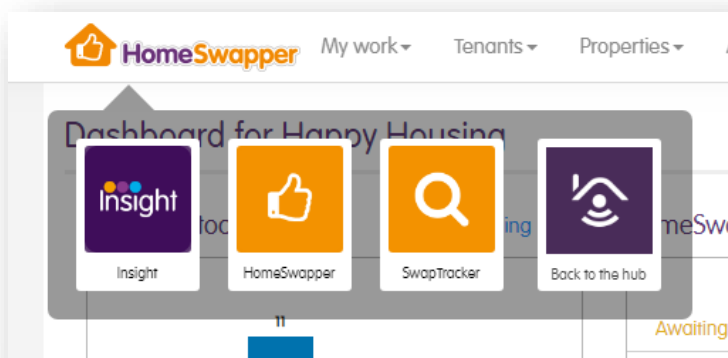 HomeSwapper My work Tenants Properties
Dashboard for Happy Housing
Insight
Insight HomeSwapper SwapTracker Back to the hub
11
Awaiting